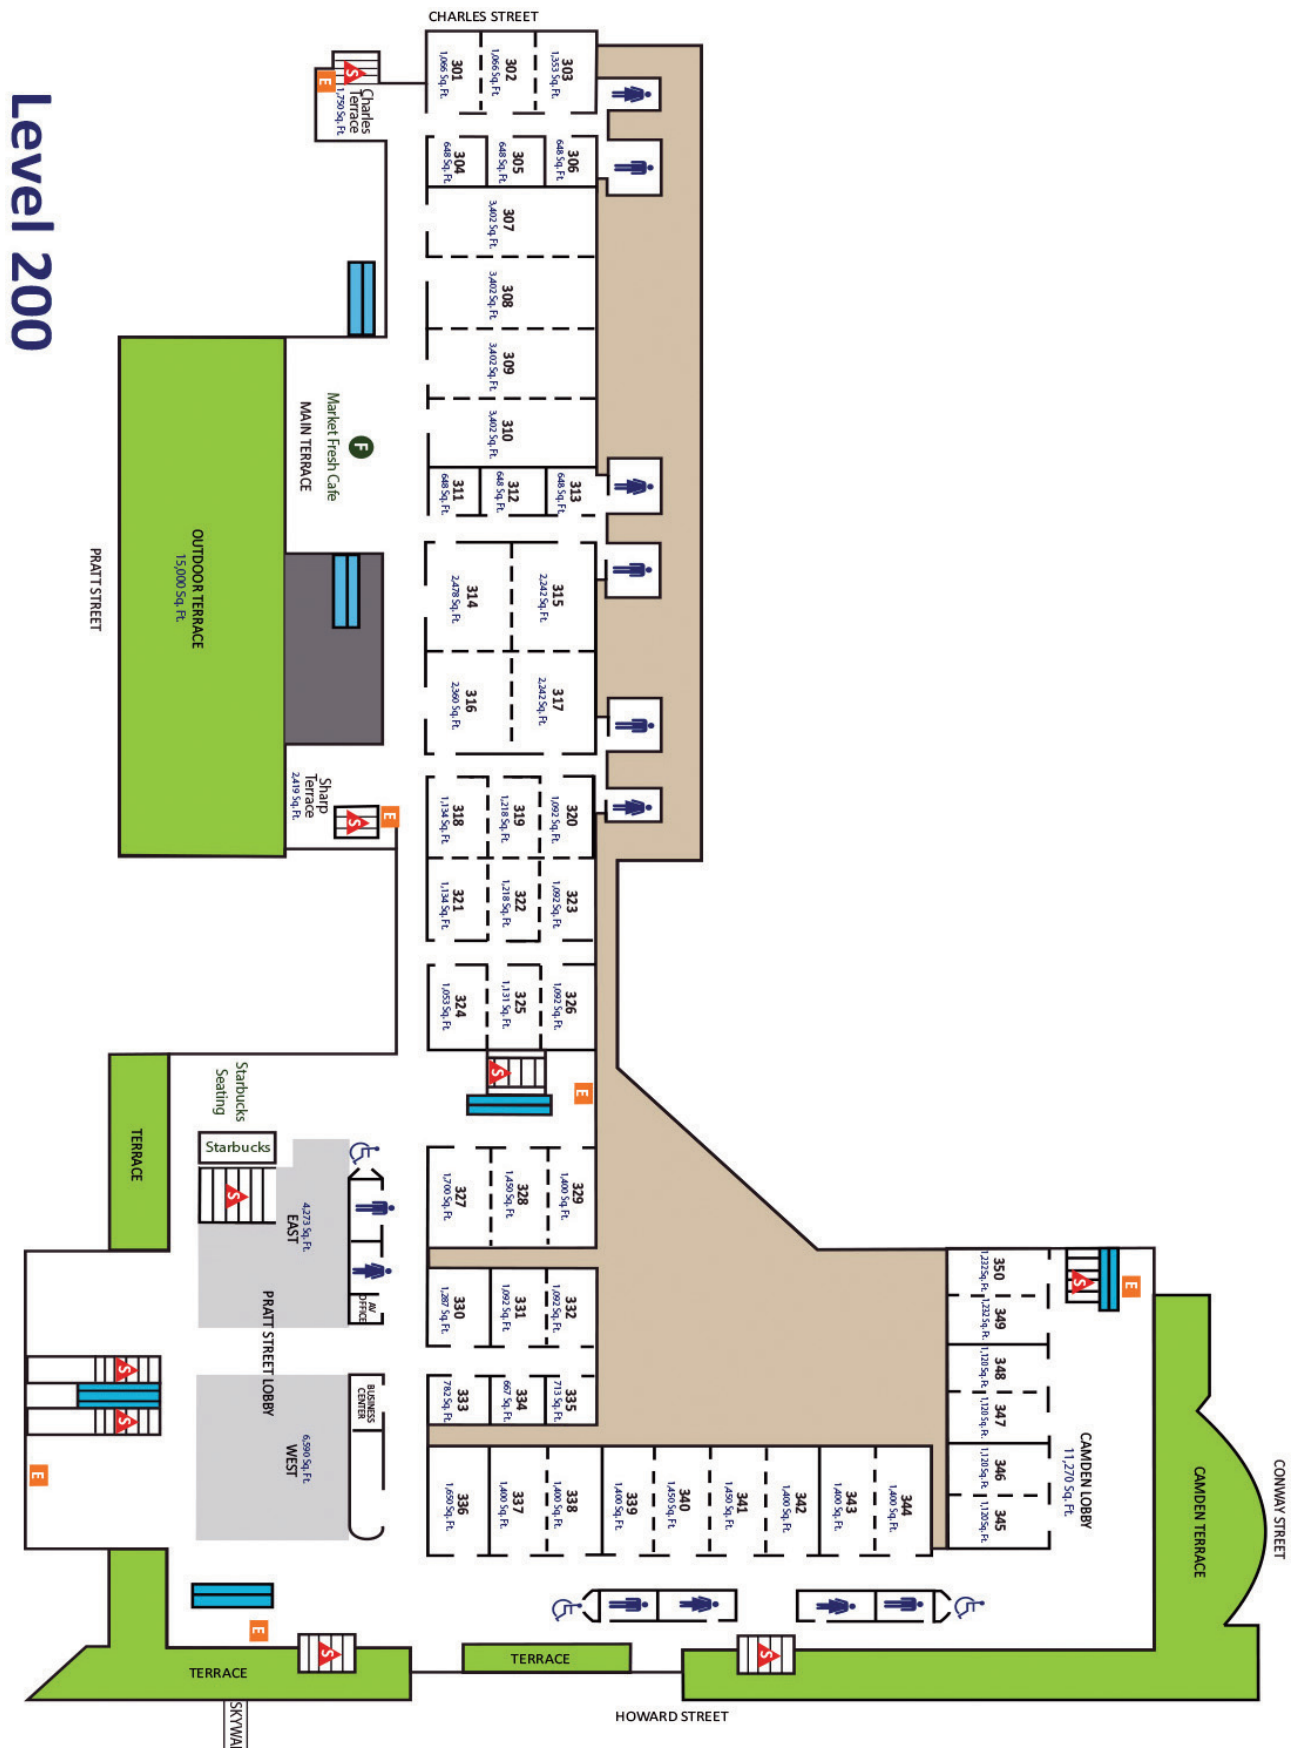 Level 200
CHARLES STREET
301
1,066 Sq. Ft.
302
1,066 Sq. Ft.
303
1,353 Sq. Ft.
E
S
Charles
Terrace
1,750 Sq. Ft.
304
648 Sq. Ft.
305
648 Sq. Ft.
306
648 Sq. Ft.
307
3,402 Sq. Ft.
308
3,402 Sq. Ft.
309
3,402 Sq. Ft.
310
3,402 Sq. Ft.
311
648 Sq. Ft.
312
648 Sq. Ft.
313
648 Sq. Ft.
F
Market Fresh Cafe
MAIN TERRACE
OUTDOOR TERRACE
15,000 Sq. Ft.
PRATT STREET
314
2,478 Sq. Ft.
315
2,242 Sq. Ft.
316
2,360 Sq. Ft.
317
2,242 Sq. Ft.
Sharp
Terrace
2,419 Sq. Ft.
S
E
318
1,134 Sq. Ft.
319
1,218 Sq. Ft.
320
1,092 Sq. Ft.
321
1,134 Sq. Ft.
322
1,218 Sq. Ft.
323
1,092 Sq. Ft.
324
1,053 Sq. Ft.
325
1,131 Sq. Ft.
326
1,092 Sq. Ft.
S
E
Starbucks
Seating
Starbucks
S
TERRACE
327
1,700 Sq. Ft.
328
1,450 Sq. Ft.
329
1,400 Sq. Ft.
EAST
4,273 Sq. Ft.
AV
OFFICE
PRATT STREET LOBBY
BUSINESS
CENTER
WEST
6,590 Sq. Ft.
330
1,287 Sq. Ft.
331
1,092 Sq. Ft.
332
1,092 Sq. Ft.
333
782 Sq. Ft.
334
667 Sq. Ft.
335
713 Sq. Ft.
S
S
E
336
1,650 Sq. Ft.
337
1,400 Sq. Ft.
338
1,400 Sq. Ft.
339
1,400 Sq. Ft.
340
1,450 Sq. Ft.
341
1,450 Sq. Ft.
342
1,400 Sq. Ft.
343
1,400 Sq. Ft.
344
1,400 Sq. Ft.
350
1,232 Sq. Ft.
349
1,232 Sq. Ft.
348
1,120 Sq. Ft.
347
1,120 Sq. Ft.
346
1,120 Sq. Ft.
345
1,120 Sq. Ft.
S
E
CAMDEN LOBBY
11,270 Sq. Ft.
CAMDEN TERRACE
CONWAY STREET
E
S
S
TERRACE
TERRACE
HOWARD STREET
SKYWA